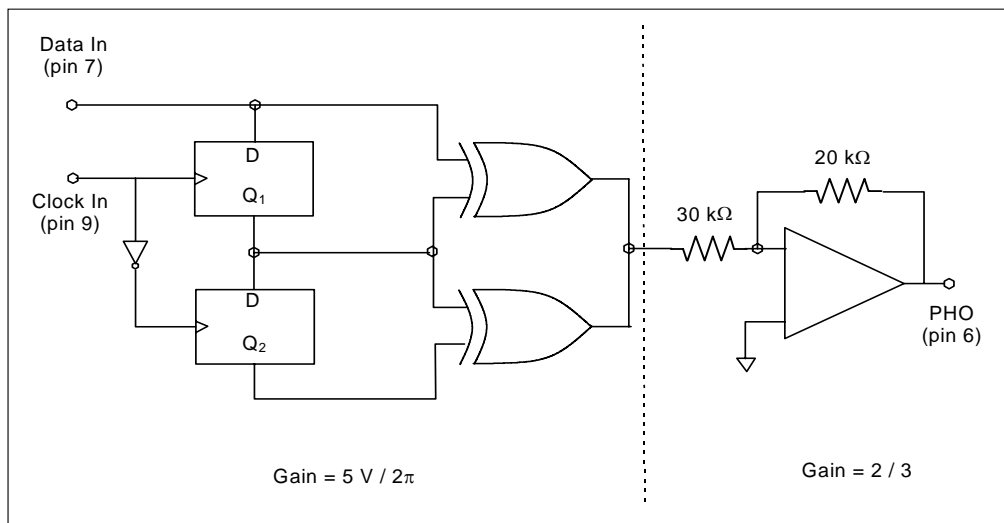 Data In
(pin 7)
Clock In
(pin 9)
D
Q1
D
Q2
30 kΩ
20 kΩ
PHO
(pin 6)
Gain = 5 V / 2π
Gain = 2 / 3